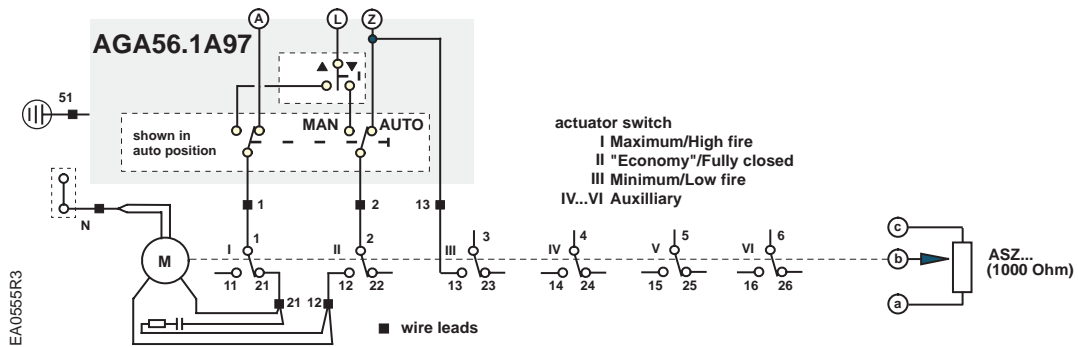 A L Z
AGA56.1A97
▲ ▼
51
shown in
auto position
MAN AUTO
actuator switch
I Maximum/High fire
II "Economy"/Fully closed
III Minimum/Low fire
IV...VI Auxilliary
N
1 2 13
M
I 1 II 2 III 3 IV 4 V 5 VI 6
11 21 12 22 13 23 14 24 15 25 16 26
c
b
a
ASZ...
(1000 Ohm)
21 12
wire leads
EA0555R3